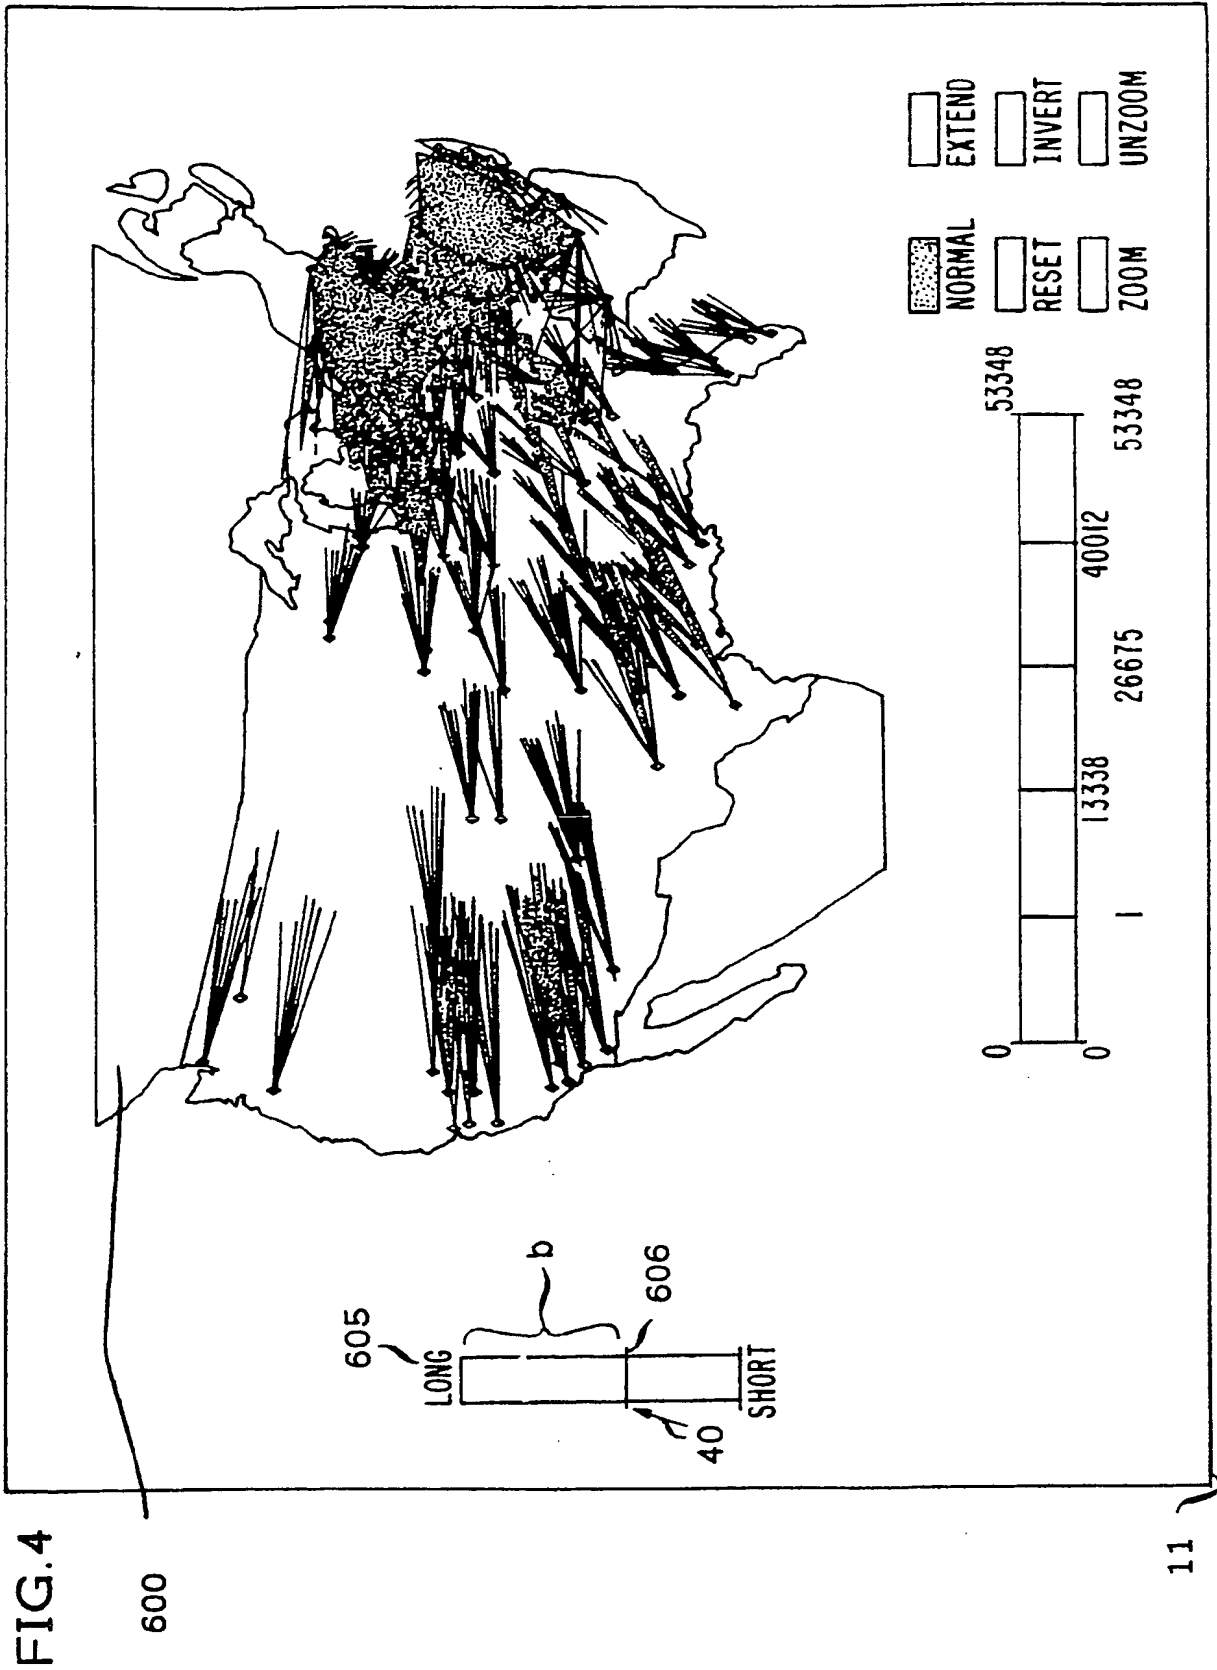 FIG.4
600
11
LONG
605
b
606
40
SHORT
0
53348
0
1
13338
26675
40012
53348
NORMAL
EXTEND
RESET
INVERT
ZOOM
UNZOOM